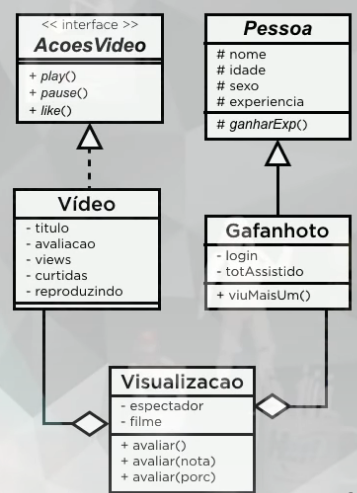 << interface >>
AcoesVideo
+ play()
+ pause()
+ like()
Pessoa
# nome
# idade
# sexo
# experiencia
# ganharExp()
Vídeo
- titulo
- avaliacao
- views
- curtidas
- reproduzindo
Gafanhoto
- login
- totAssistido
+ viuMaisUm()
Visualizacao
- espectador
- filme
+ avaliar()
+ avaliar(nota)
+ avaliar(porc)